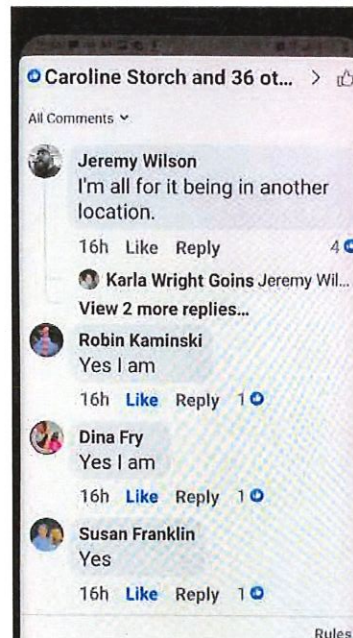 Caroline Storch and 36 ot... >
All Comments
Jeremy Wilson
I'm all for it being in another
location.
16h Like Reply 4
Karla Wright Goins Jeremy Wil...
View 2 more replies...
Robin Kaminski
Yes I am
16h Like Reply 1
Dina Fry
Yes I am
16h Like Reply 1
Susan Franklin
Yes
16h Like Reply 1
Rules